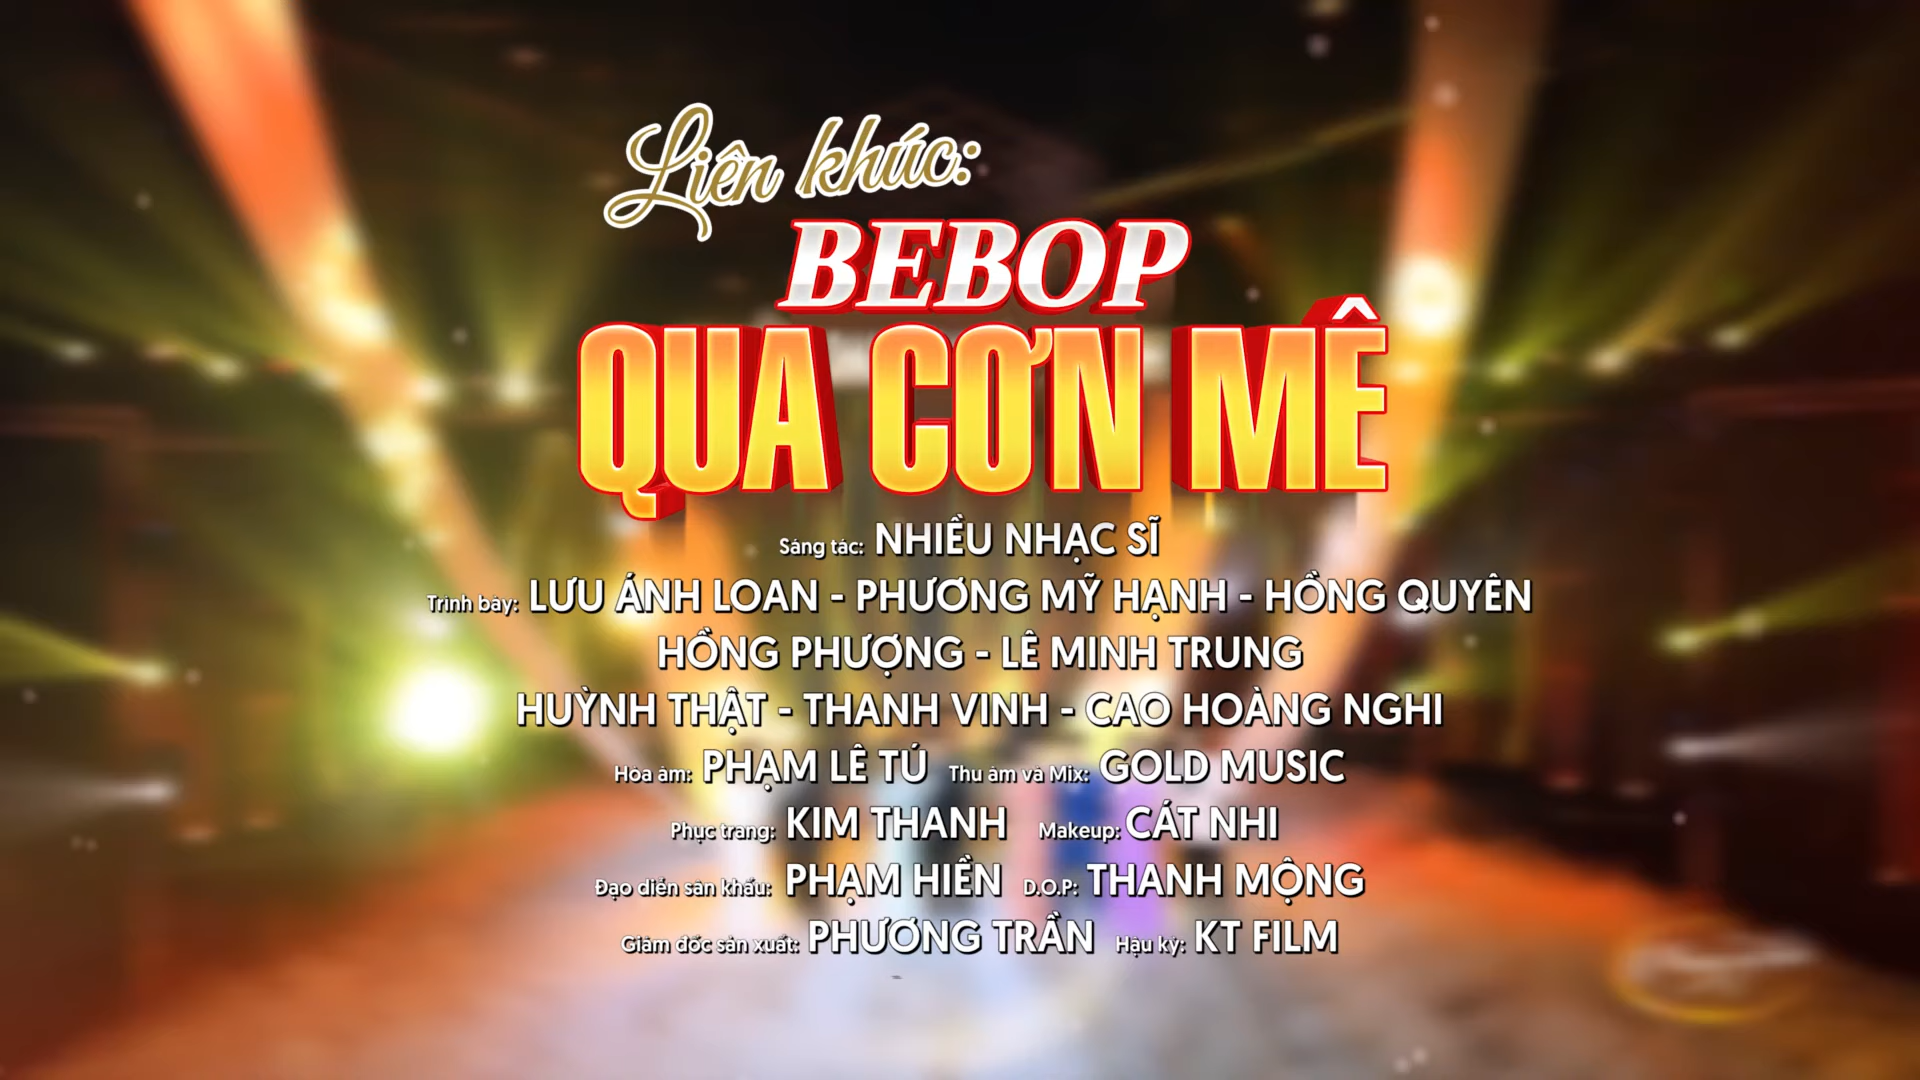 Liên khúc:
BEBOP
QUA CƠN MÊ
Sáng tác: NHIỀU NHẠC SĨ
Trình bày: LƯU ÁNH LOAN - PHƯƠNG MỸ HẠNH - HỒNG QUYÊN
HỒNG PHƯỢNG - LÊ MINH TRUNG
HUỲNH THẬT - THANH VINH - CAO HOÀNG NGHI
Hòa âm: PHẠM LÊ TÚ Thu âm và Mix: GOLD MUSIC
Phục trang: KIM THANH Makeup: CÁT NHI
Đạo diễn sân khấu: PHẠM HIỀN D.O.P: THANH MỘNG
Giám đốc sản xuất: PHƯƠNG TRẦN Hậu kỳ: KT FILM